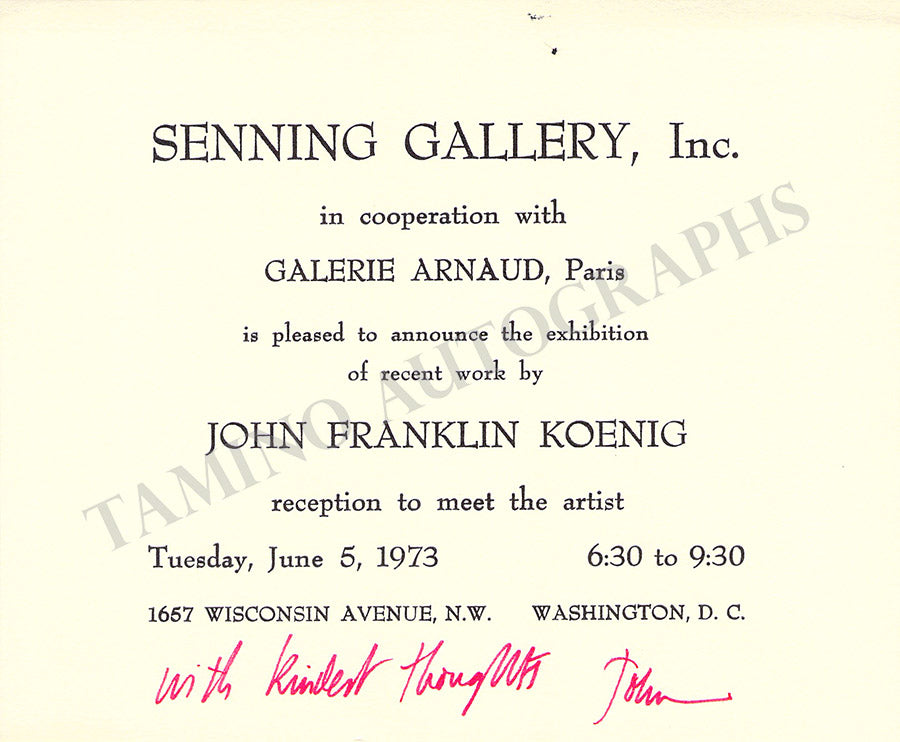 SENNING GALLERY, Inc.
in cooperation with
GALERIE ARNAUD, Paris
is pleased to announce the exhibition
of recent work by
JOHN FRANKLIN KOENIG
reception to meet the artist
Tuesday, June 5, 1973 6:30 to 9:30
1657 WISCONSIN AVENUE, N.W. WASHINGTON, D. C.
with kindest thoughts John
TAMINO AUTOGRAPHS